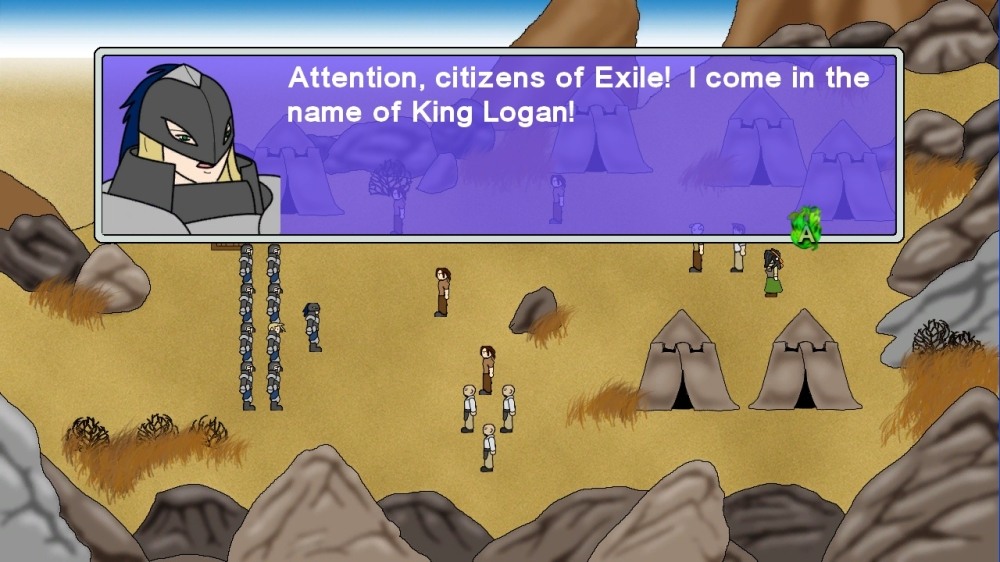 Attention, citizens of Exile!  I come in the
name of King Logan!
A